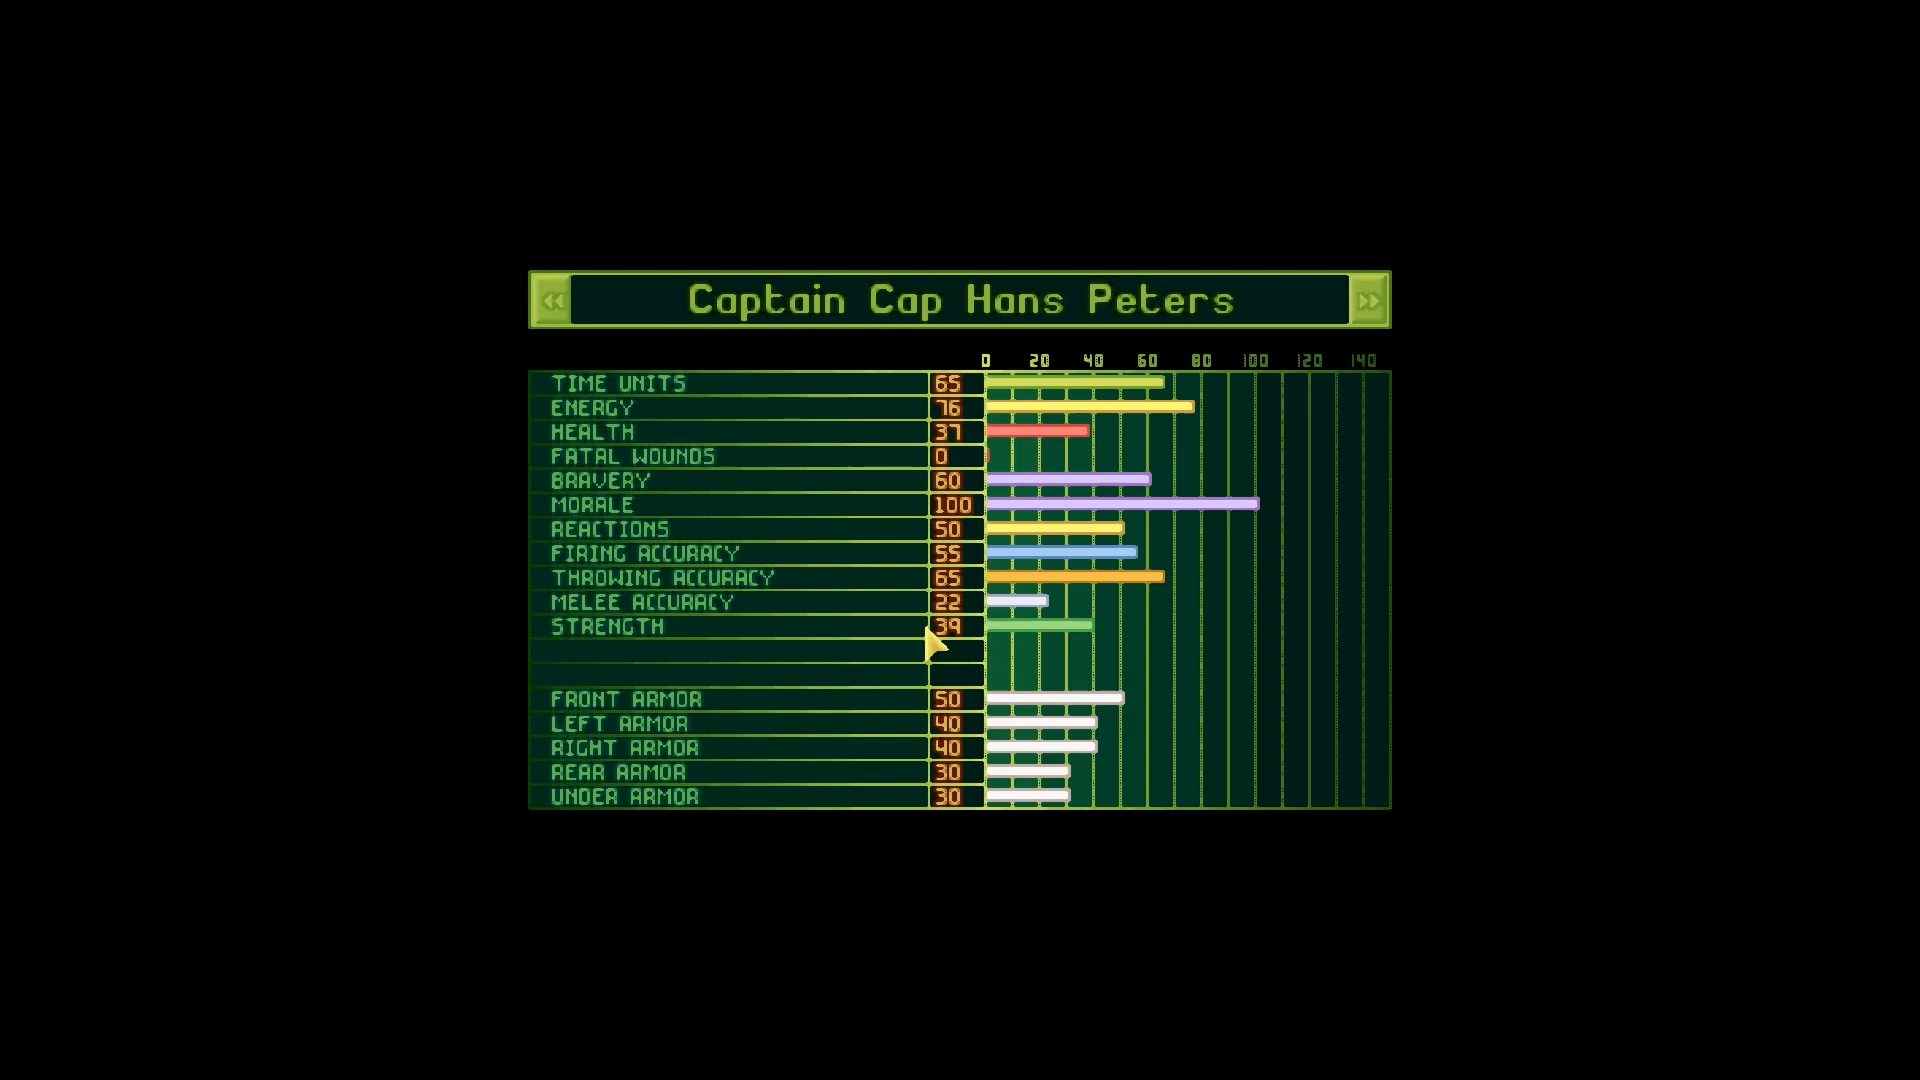 Captain Cap Hans Peters
0 20 40 60 80 100 120 140
TIME UNITS 65
ENERGY 76
HEALTH 37
FATAL WOUNDS 0
BRAVERY 60
MORALE 100
REACTIONS 50
FIRING ACCURACY 55
THROWING ACCURACY 65
MELEE ACCURACY 22
STRENGTH 39
FRONT ARMOR 50
LEFT ARMOR 40
RIGHT ARMOR 40
REAR ARMOR 30
UNDER ARMOR 30